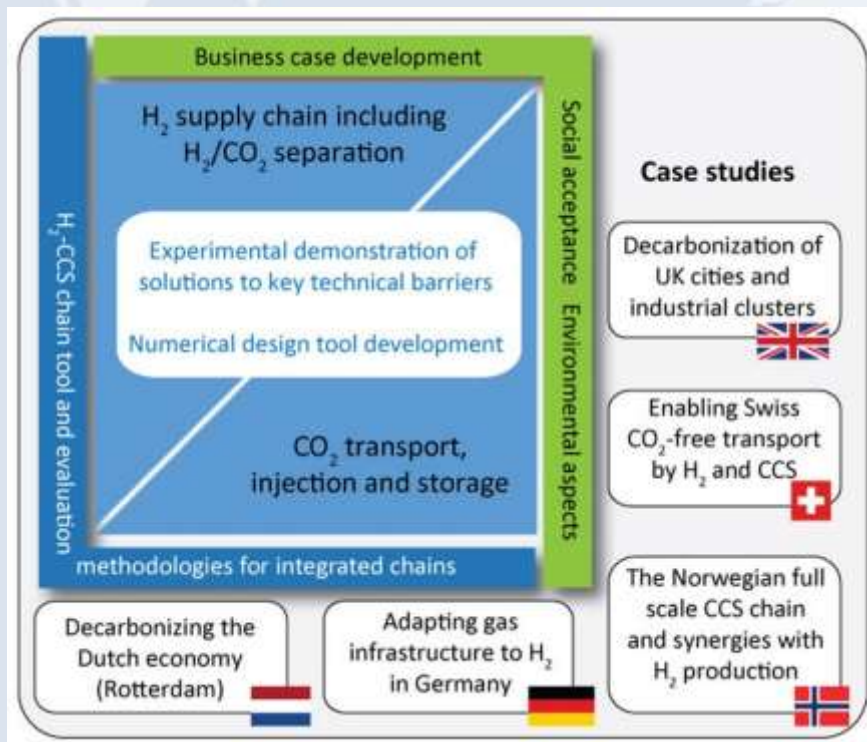 Business case development
H₂ supply chain including
H₂/CO₂ separation
Experimental demonstration of
solutions to key technical barriers
Numerical design tool development
CO₂ transport,
injection and storage
H₂-CCS chain tool and evaluation
methodologies for integrated chains
Social acceptance Environmental aspects
Case studies
Decarbonization of
UK cities and
industrial clusters
Enabling Swiss
CO₂-free transport
by H₂ and CCS
The Norwegian full
scale CCS chain
and synergies with
H₂ production
Decarbonizing the
Dutch economy
(Rotterdam)
Adapting gas
infrastructure to H₂
in Germany